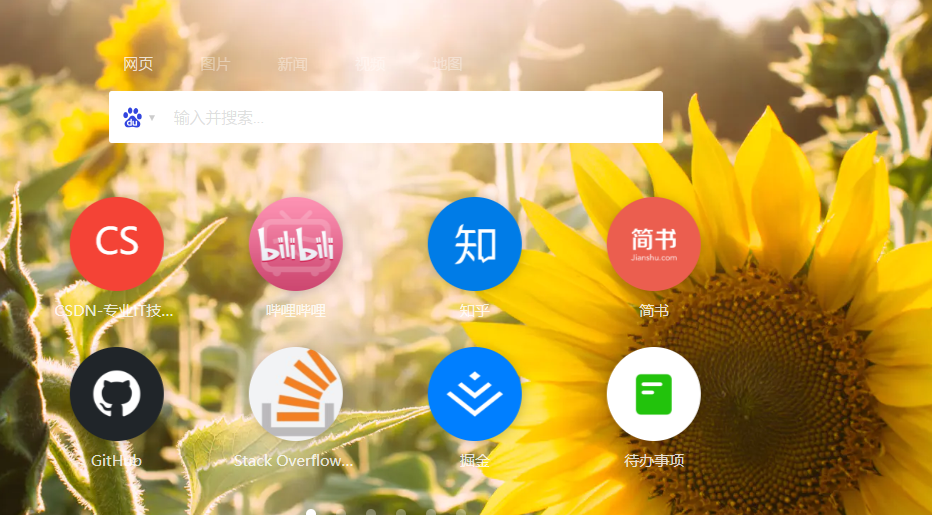 网页 图片 新闻 视频 地图
du 输入并搜索...
CS bilibili 知 简书
Jianshu.com
CSDN-专业IT技... 哔哩哔哩 知乎 简书
GitHub Stack Overflow... 掘金 待办事项